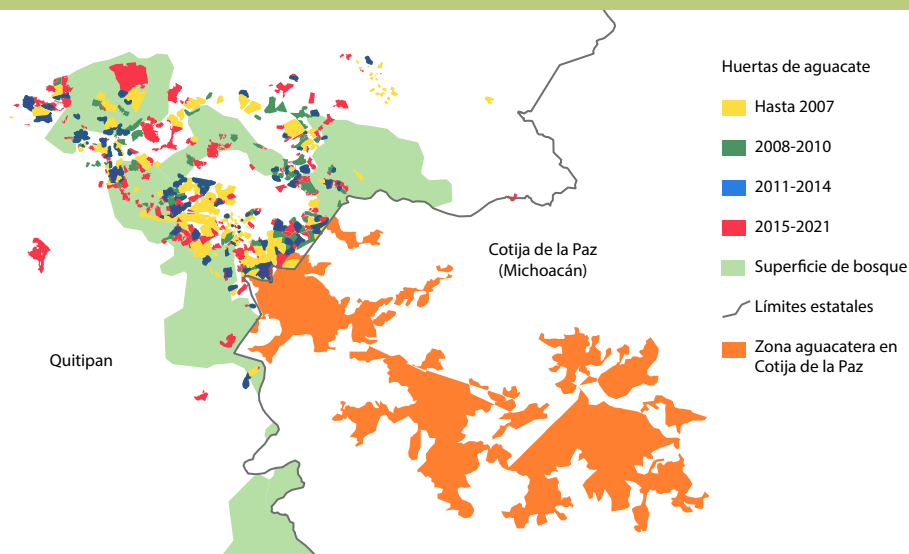 Huertas de aguacate
Hasta 2007
2008-2010
2011-2014
2015-2021
Superficie de bosque
Límites estatales
Zona aguacatera en
Cotija de la Paz
Cotija de la Paz
(Michoacán)
Quitipan